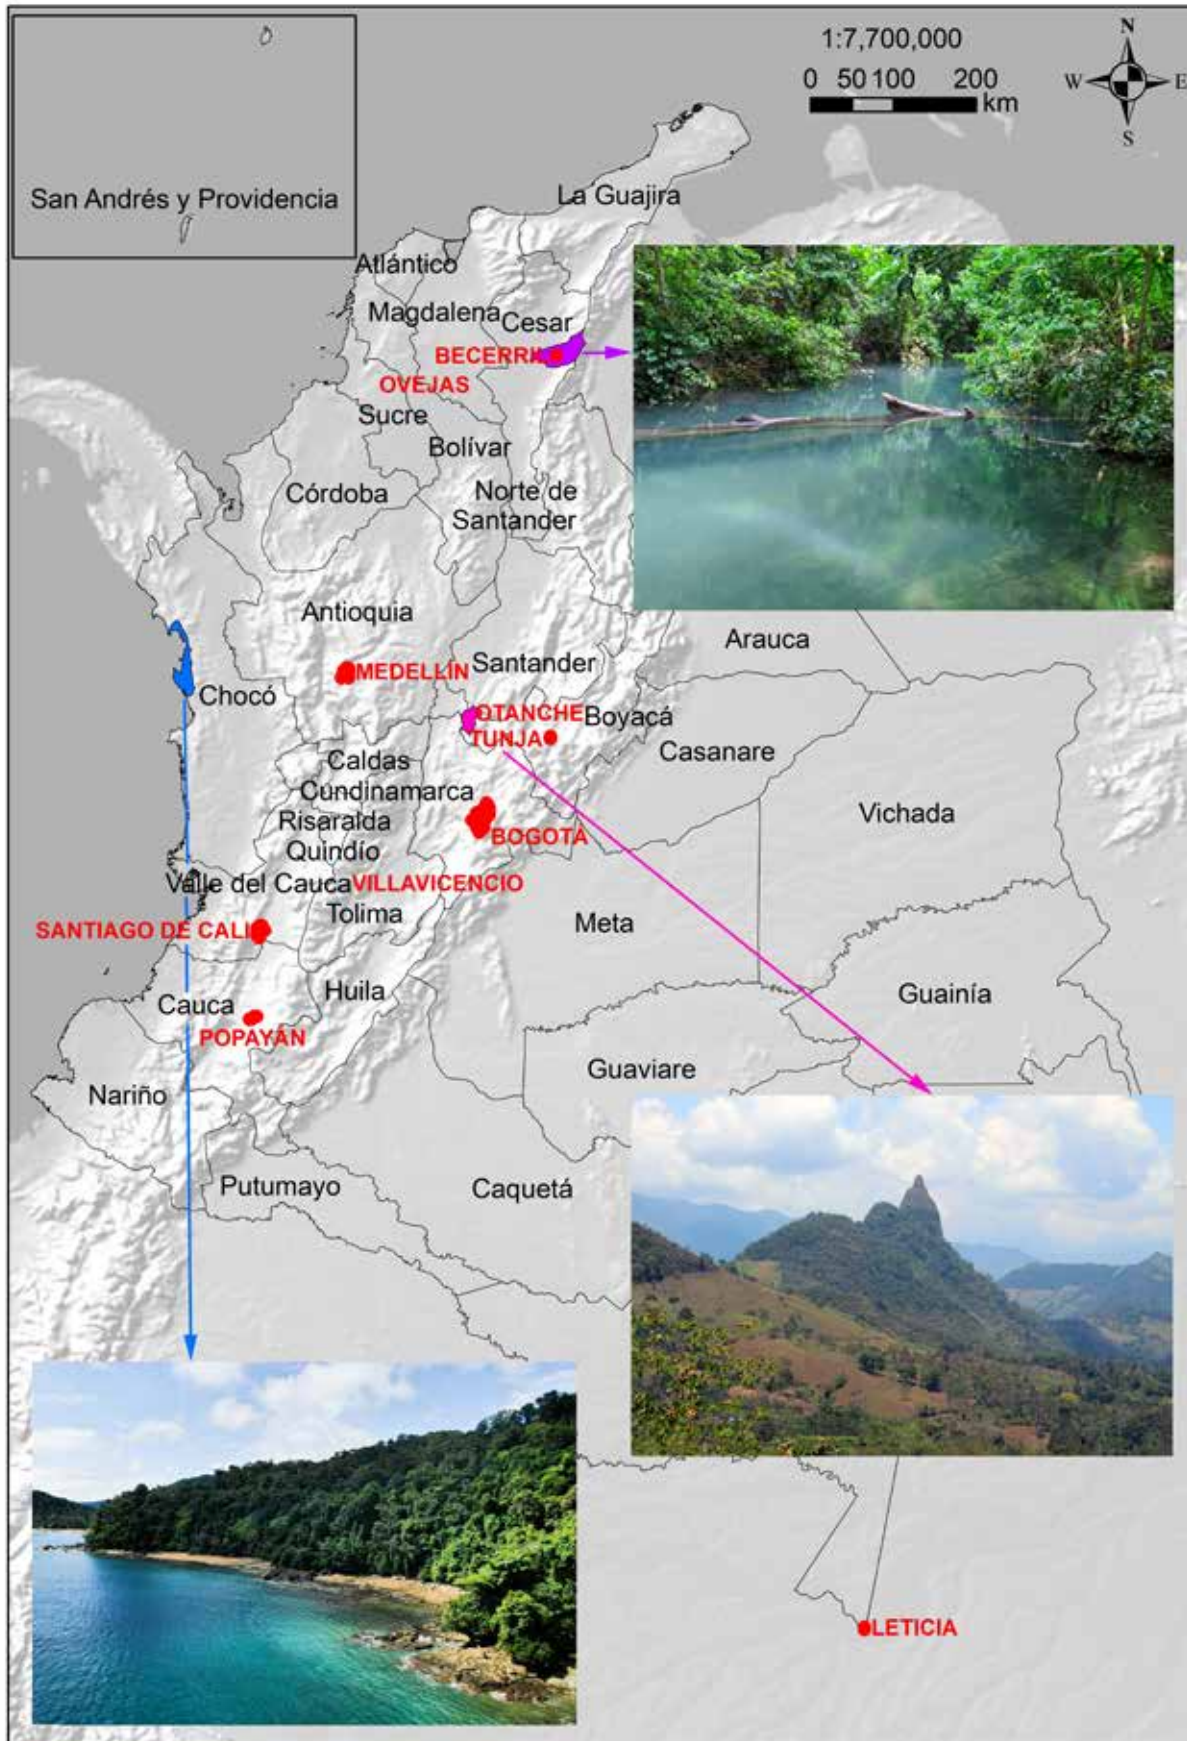 1:7,700,000
0 50 100 200
km
N
W E
S
San Andrés y Providencia
La Guajira
Atlántico
Magdalena
Cesar
BECERRIL
OVEJAS
Sucre
Bolívar
Córdoba
Norte de
Santander
Antioquia
Arauca
Santander
MEDELLÍN
Chocó
OTANCHE
Boyacá
TUNJA
Casanare
Caldas
Cundinamarca
Vichada
Risaralda
BOGOTÁ
Quindío
Valle del Cauca
VILLAVICENCIO
Tolima
Meta
SANTIAGO DE CALI
Huila
Guainía
Cauca
POPAYÁN
Guaviare
Nariño
Putumayo
Caquetá
LETICIA